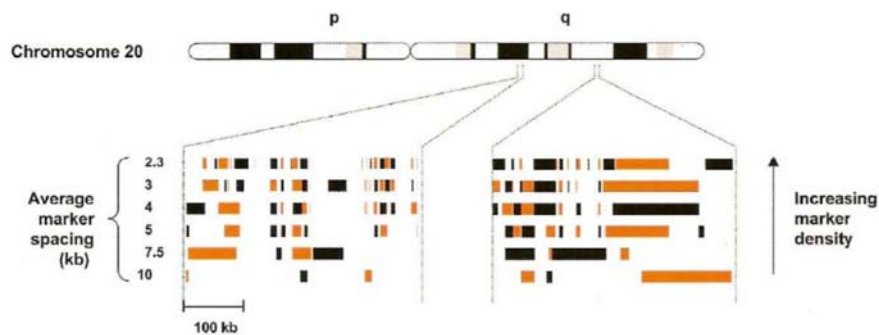 p q
Chromosome 20
2.3
3
4
5
7.5
10
Average
marker
spacing
(kb)
Increasing
marker
density
100 kb